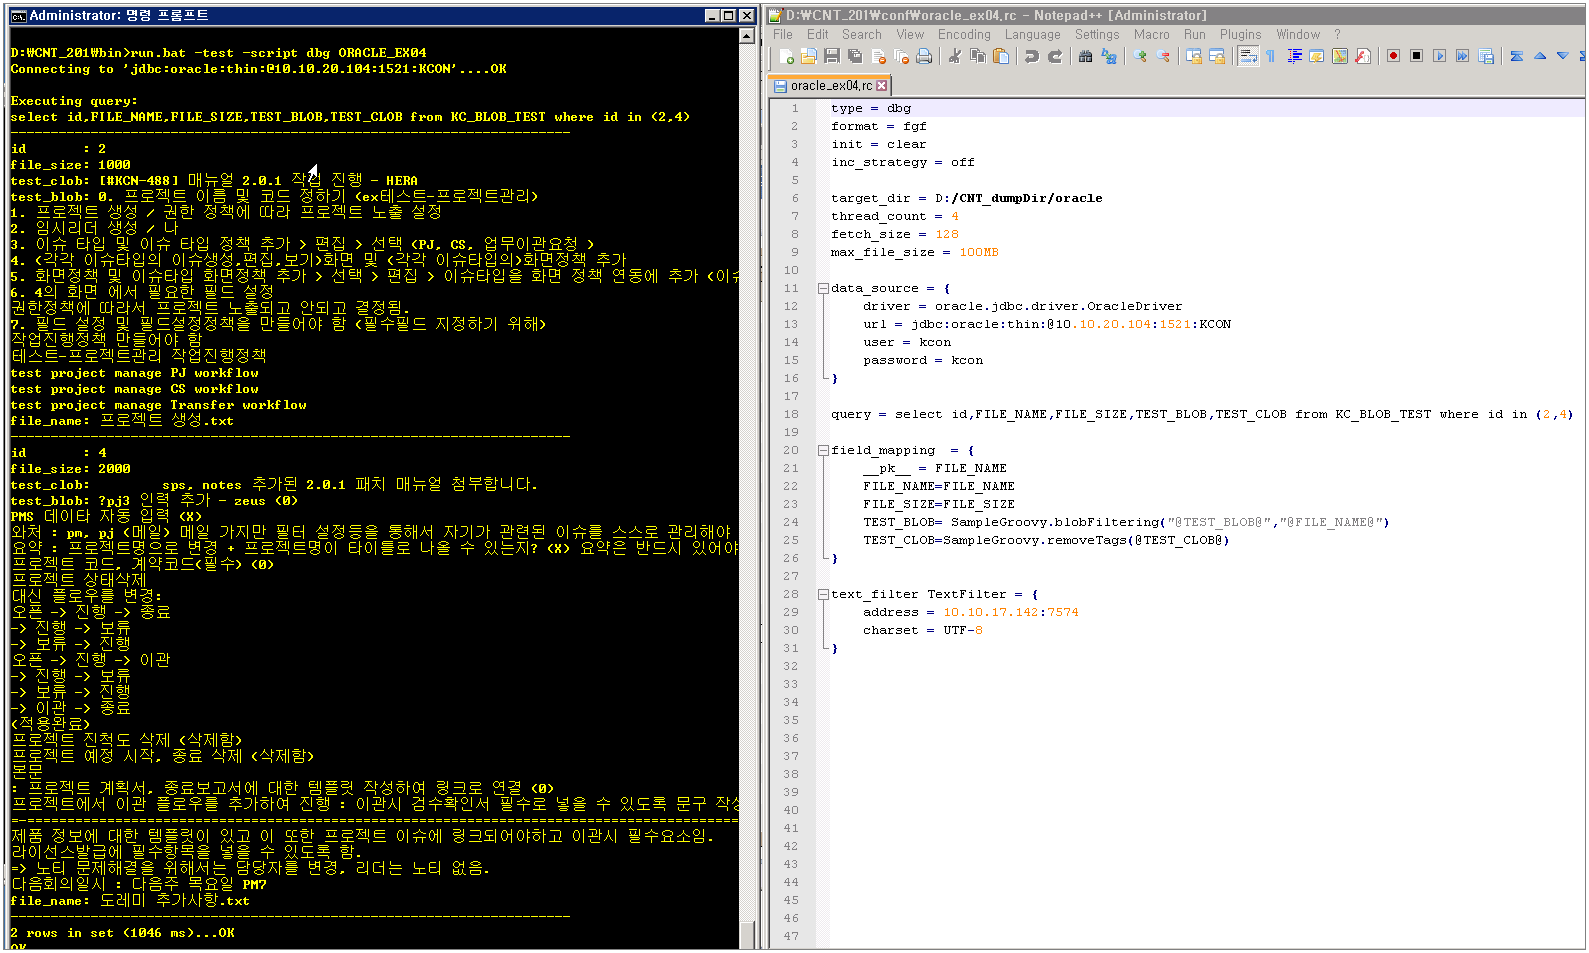 Administrator: 명령 프롬프트
D:\CNT_201\bin>run.bat -test -script dbg ORACLE_EX04
Connecting to 'jdbc:oracle:thin:@10.10.20.104:1521:KCON'....OK
Executing query:
select id,FILE_NAME,FILE_SIZE,TEST_BLOB,TEST_CLOB from KC_BLOB_TEST where id in (2,4)
----------------------------------------------------------------------
id       : 2
file_size: 1000
test_clob: [#KCN-488] 매뉴얼 2.0.1 작업 진행 - HERA
test_blob: 0. 프로젝트 이름 및 코드 정하기 (ex테스트-프로젝트관리)
1. 프로젝트 생성 / 권한 정책에 따라 프로젝트 노출 설정
2. 임시리더 생성 / 나
3. 이슈 타입 및 이슈 타입 정책 추가 > 편집 > 선택 (PJ, CS, 업무이관요청 )
4. (각각 이슈타입의 이슈생성,편집,보기)화면 및 (각각 이슈타입의)화면정책 추가
5. 화면정책 및 이슈타입 화면정책 추가 > 선택 > 편집 > 이슈타입을 화면 정책 연동에 추가 (이슈
6. 4의 화면 에서 필요한 필드 설정
권한정책에 따라서 프로젝트 노출되고 안되고 결정됨.
7. 필드 설정 및 필드설정정책을 만들어야 함 (필수필드 지정하기 위해)
작업진행정책 만들어야 함
테스트-프로젝트관리 작업진행정책
test project manage PJ workflow
test project manage CS workflow
test project manage Transfer workflow
file_name: 프로젝트 생성.txt
----------------------------------------------------------------------
id       : 4
file_size: 2000
test_clob:         sps, notes 추가된 2.0.1 패치 매뉴얼 첨부합니다.
test_blob: ?pj3 인력 추가 - zeus (O)
PMS 데이타 자동 입력 (X)
와처 : pm, pj (메일) 메일 가지만 필터 설정등을 통해서 자기가 관련된 이슈를 스스로 관리해야
요약 : 프로젝트명으로 변경 + 프로젝트명이 타이틀로 나올 수 있는지? (X) 요약은 반드시 있어야
프로젝트 코드, 계약코드(필수) (O)
프로젝트 상태삭제
대신 플로우를 변경:
오픈 -> 진행 -> 종료
-> 진행 -> 보류
-> 보류 -> 진행
오픈 -> 진행 -> 이관
-> 진행 -> 보류
-> 보류 -> 진행
-> 이관 -> 종료
(적용완료)
프로젝트 진척도 삭제 (삭제함)
프로젝트 예정 시작, 종료 삭제 (삭제함)
본문
: 프로젝트 계획서, 종료보고서에 대한 템플릿 작성하여 링크로 연결 (O)
프로젝트에서 이관 플로우를 추가하여 진행 : 이관시 검수확인서 필수로 넣을 수 있도록 문구 작성
=-==========================================================================================
제품 정보에 대한 템플릿이 있고 이 또한 프로젝트 이슈에 링크되어야하고 이관시 필수요소임.
라이선스발급에 필수항목을 넣을 수 있도록 함.
=> 노티 문제해결을 위해서는 담당자를 변경, 리더는 노티 없음.
다음회의일시 : 다음주 목요일 PM7
file_name: 도레미 추가사항.txt
----------------------------------------------------------------------
2 rows in set (1046 ms)...OK
OK
D:\CNT_201\conf\oracle_ex04.rc - Notepad++ [Administrator]
File Edit Search View Encoding Language Settings Macro Run Plugins Window ?
oracle_ex04.rc
1 type = dbg
2 format = fgf
3 init = clear
4 inc_strategy = off
5
6 target_dir = D:/CNT_dumpDir/oracle
7 thread_count = 4
8 fetch_size = 128
9 max_file_size = 100MB
10
11 data_source = {
12     driver = oracle.jdbc.driver.OracleDriver
13     url = jdbc:oracle:thin:@10.10.20.104:1521:KCON
14     user = kcon
15     password = kcon
16 }
17
18 query = select id,FILE_NAME,FILE_SIZE,TEST_BLOB,TEST_CLOB from KC_BLOB_TEST where id in (2,4)
19
20 field_mapping  = {
21     __pk__ = FILE_NAME
22     FILE_NAME=FILE_NAME
23     FILE_SIZE=FILE_SIZE
24     TEST_BLOB= SampleGroovy.blobFiltering("@TEST_BLOB@","@FILE_NAME@")
25     TEST_CLOB=SampleGroovy.removeTags(@TEST_CLOB@)
26 }
27
28 text_filter TextFilter = {
29     address = 10.10.17.142:7574
30     charset = UTF-8
31 }
32
33
34
35
36
37
38
39
40
41
42
43
44
45
46
47